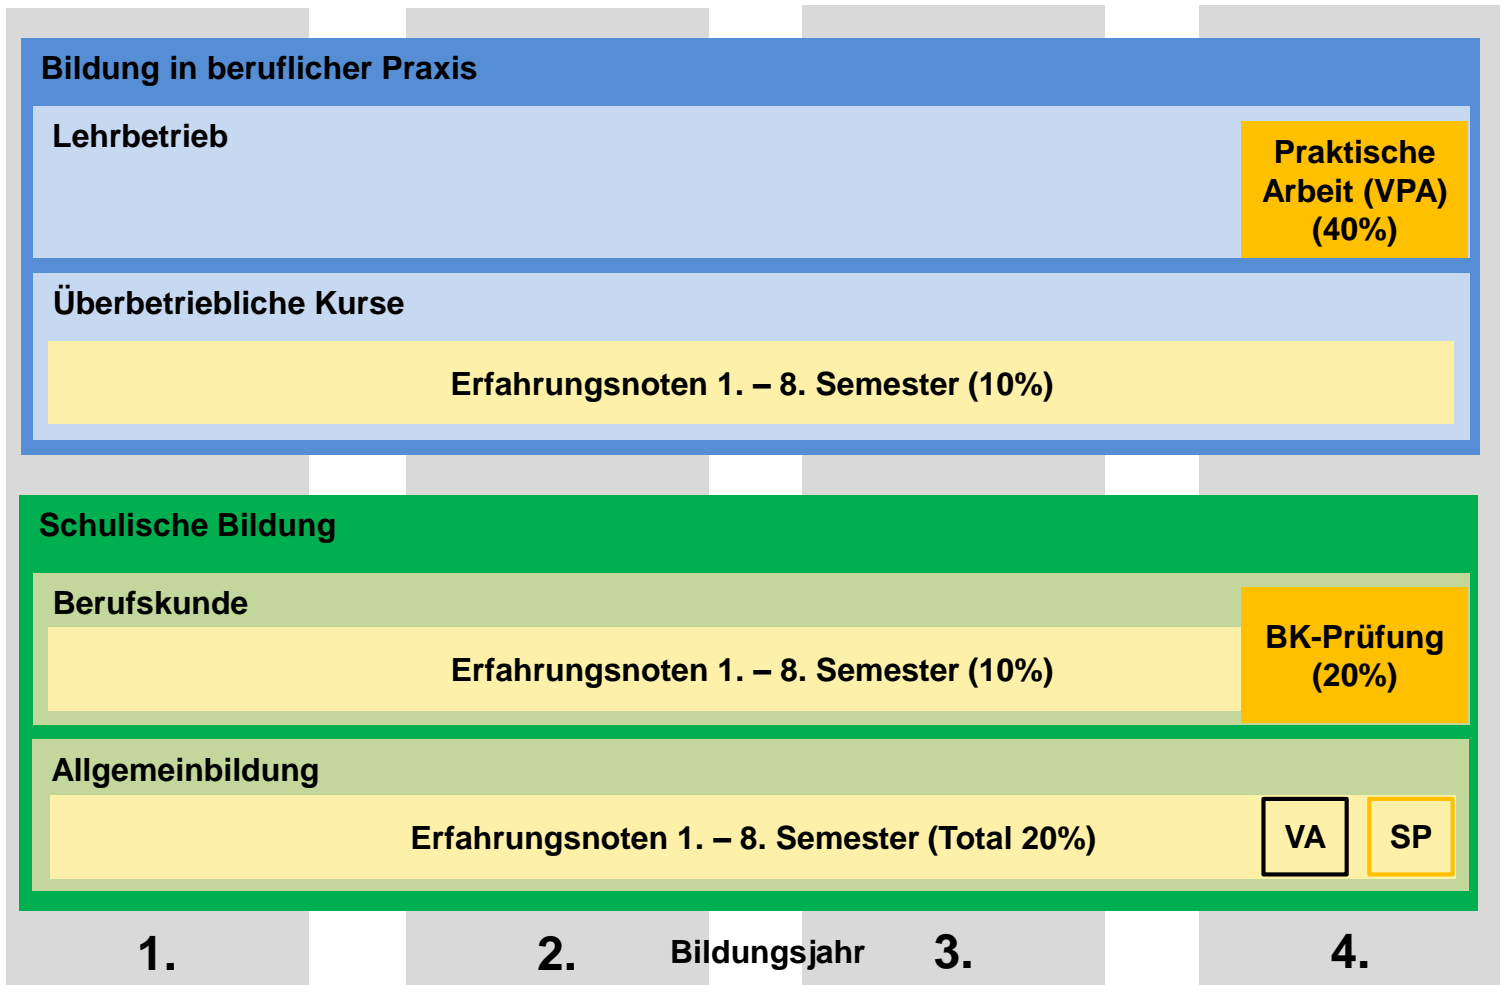 Bildung in beruflicher Praxis
Lehrbetrieb
Praktische
Arbeit (VPA)
(40%)
Überbetriebliche Kurse
Erfahrungsnoten 1. – 8. Semester (10%)
Schulische Bildung
Berufskunde
Erfahrungsnoten 1. – 8. Semester (10%)
BK-Prüfung
(20%)
Allgemeinbildung
Erfahrungsnoten 1. – 8. Semester (Total 20%)
VA
SP
1. 2. Bildungsjahr 3. 4.